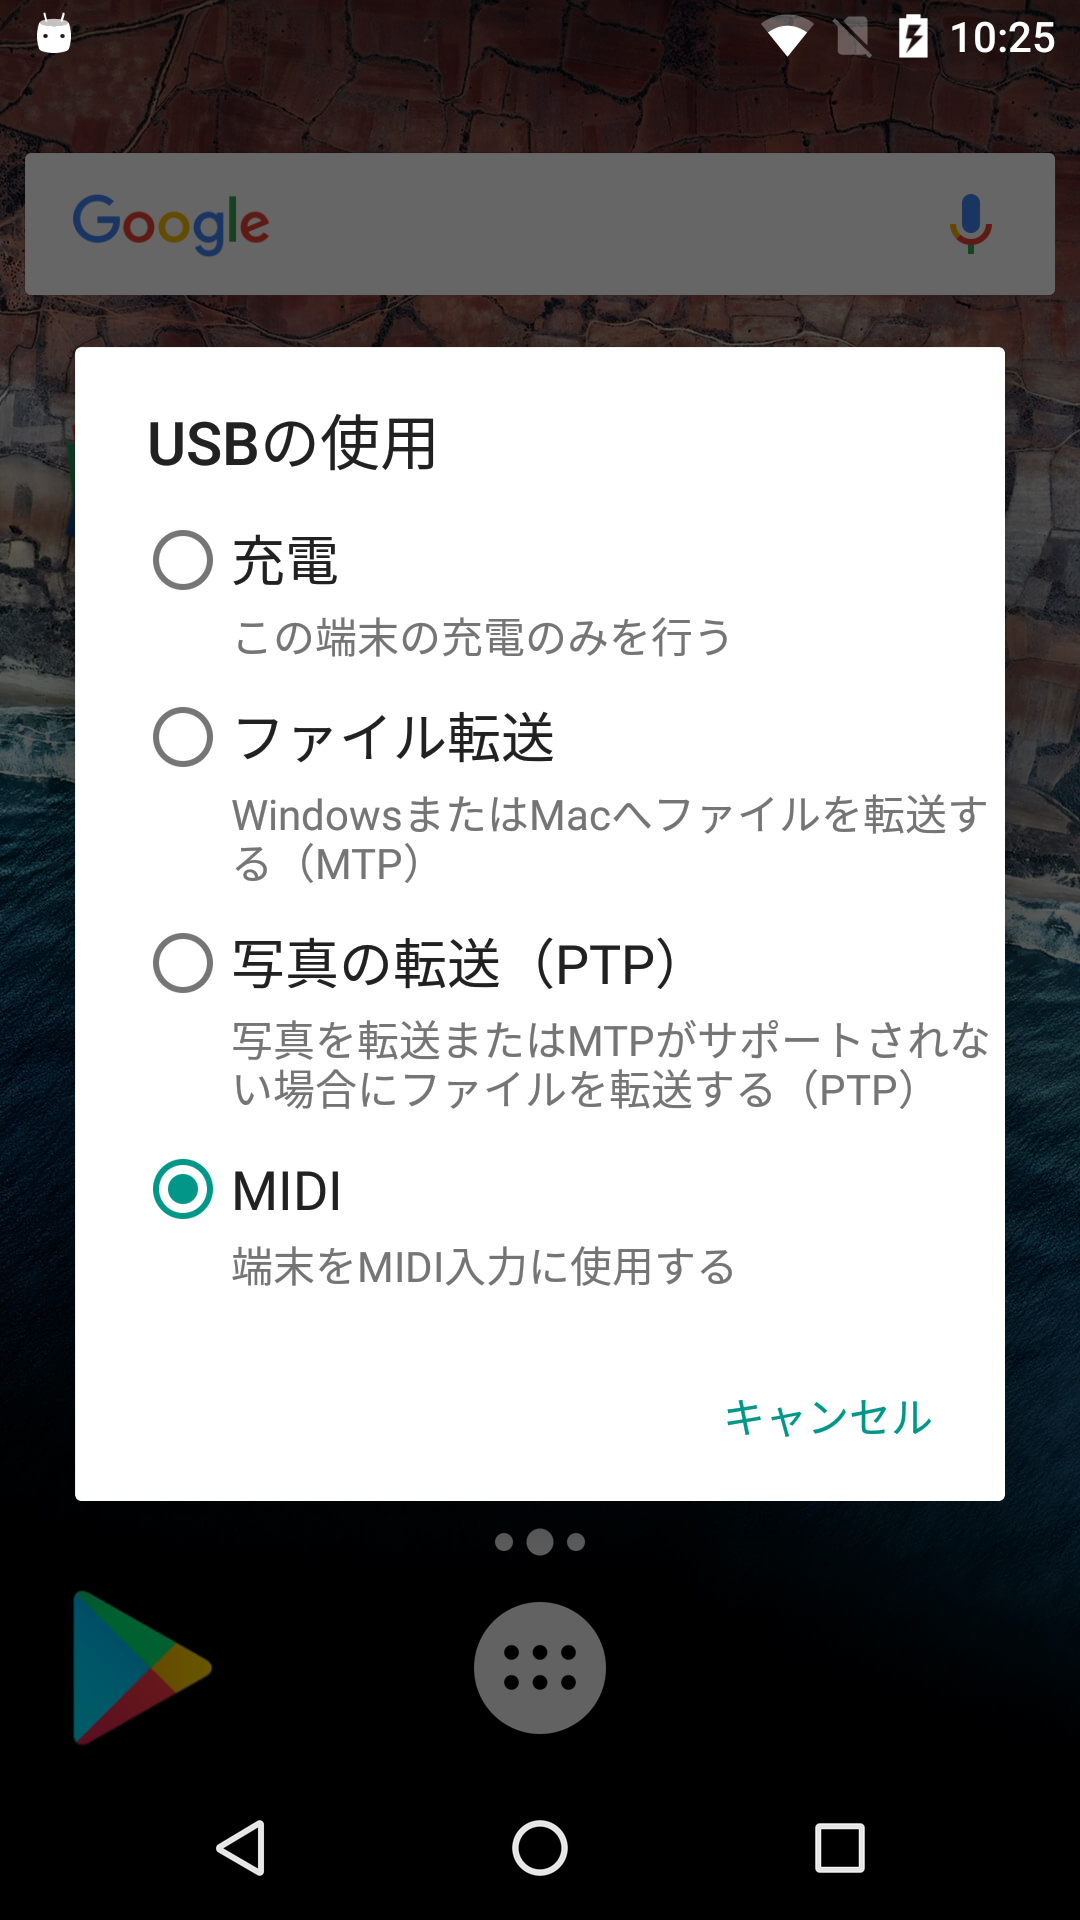 10:25
Google
USBの使用
充電
この端末の充電のみを行う
ファイル転送
WindowsまたはMacへファイルを転送す
る（MTP）
写真の転送（PTP）
写真を転送またはMTPがサポートされな
い場合にファイルを転送する（PTP）
MIDI
端末をMIDI入力に使用する
キャンセル